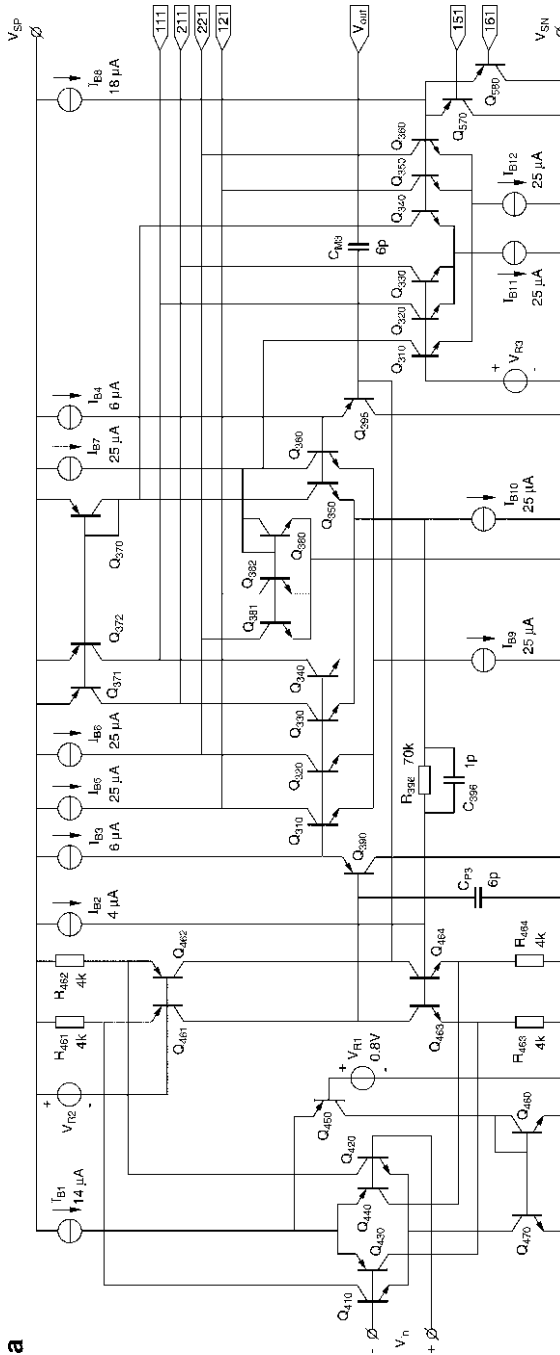 a
V_SP
I_B1
14 µA
V_R2
+
-
R_461
4k
R_462
4k
I_B2
4 µA
I_B3
6 µA
I_B5
25 µA
I_B6
25 µA
Q_371
Q_372
Q_370
I_B7
25 µA
I_B4
6 µA
I_B8
18 µA
111
211
221
121
V_out
151
161
Q_461
Q_462
Q_310
Q_320
Q_330
Q_340
Q_381
Q_382
Q_380
Q_350
Q_360
Q_390
Q_395
C_M3
6p
Q_310
Q_320
Q_330
Q_340
Q_350
Q_360
Q_570
Q_580
Q_410
Q_430
Q_440
Q_420
Q_450
V_R1
0.8V
+
-
Q_463
Q_464
C_P3
6p
R_396
70k
C_396
1p
- 
V_in
+
Q_470
Q_460
R_463
4k
R_464
4k
I_B9
25 µA
I_B10
25 µA
V_R3
+
-
I_B11
25 µA
I_B12
25 µA
V_SN